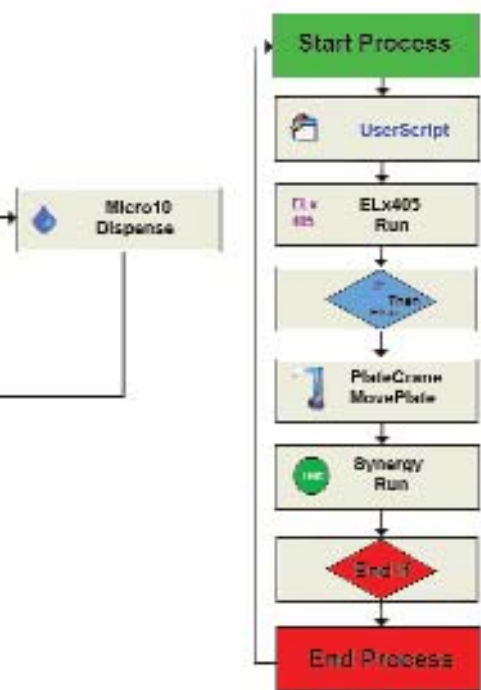 Micro10
Dispense
Start Process
UserScript
ELx
405
ELx405
Run
Then
PlateCrane
MovePlate
Synergy
Run
End If
End Process